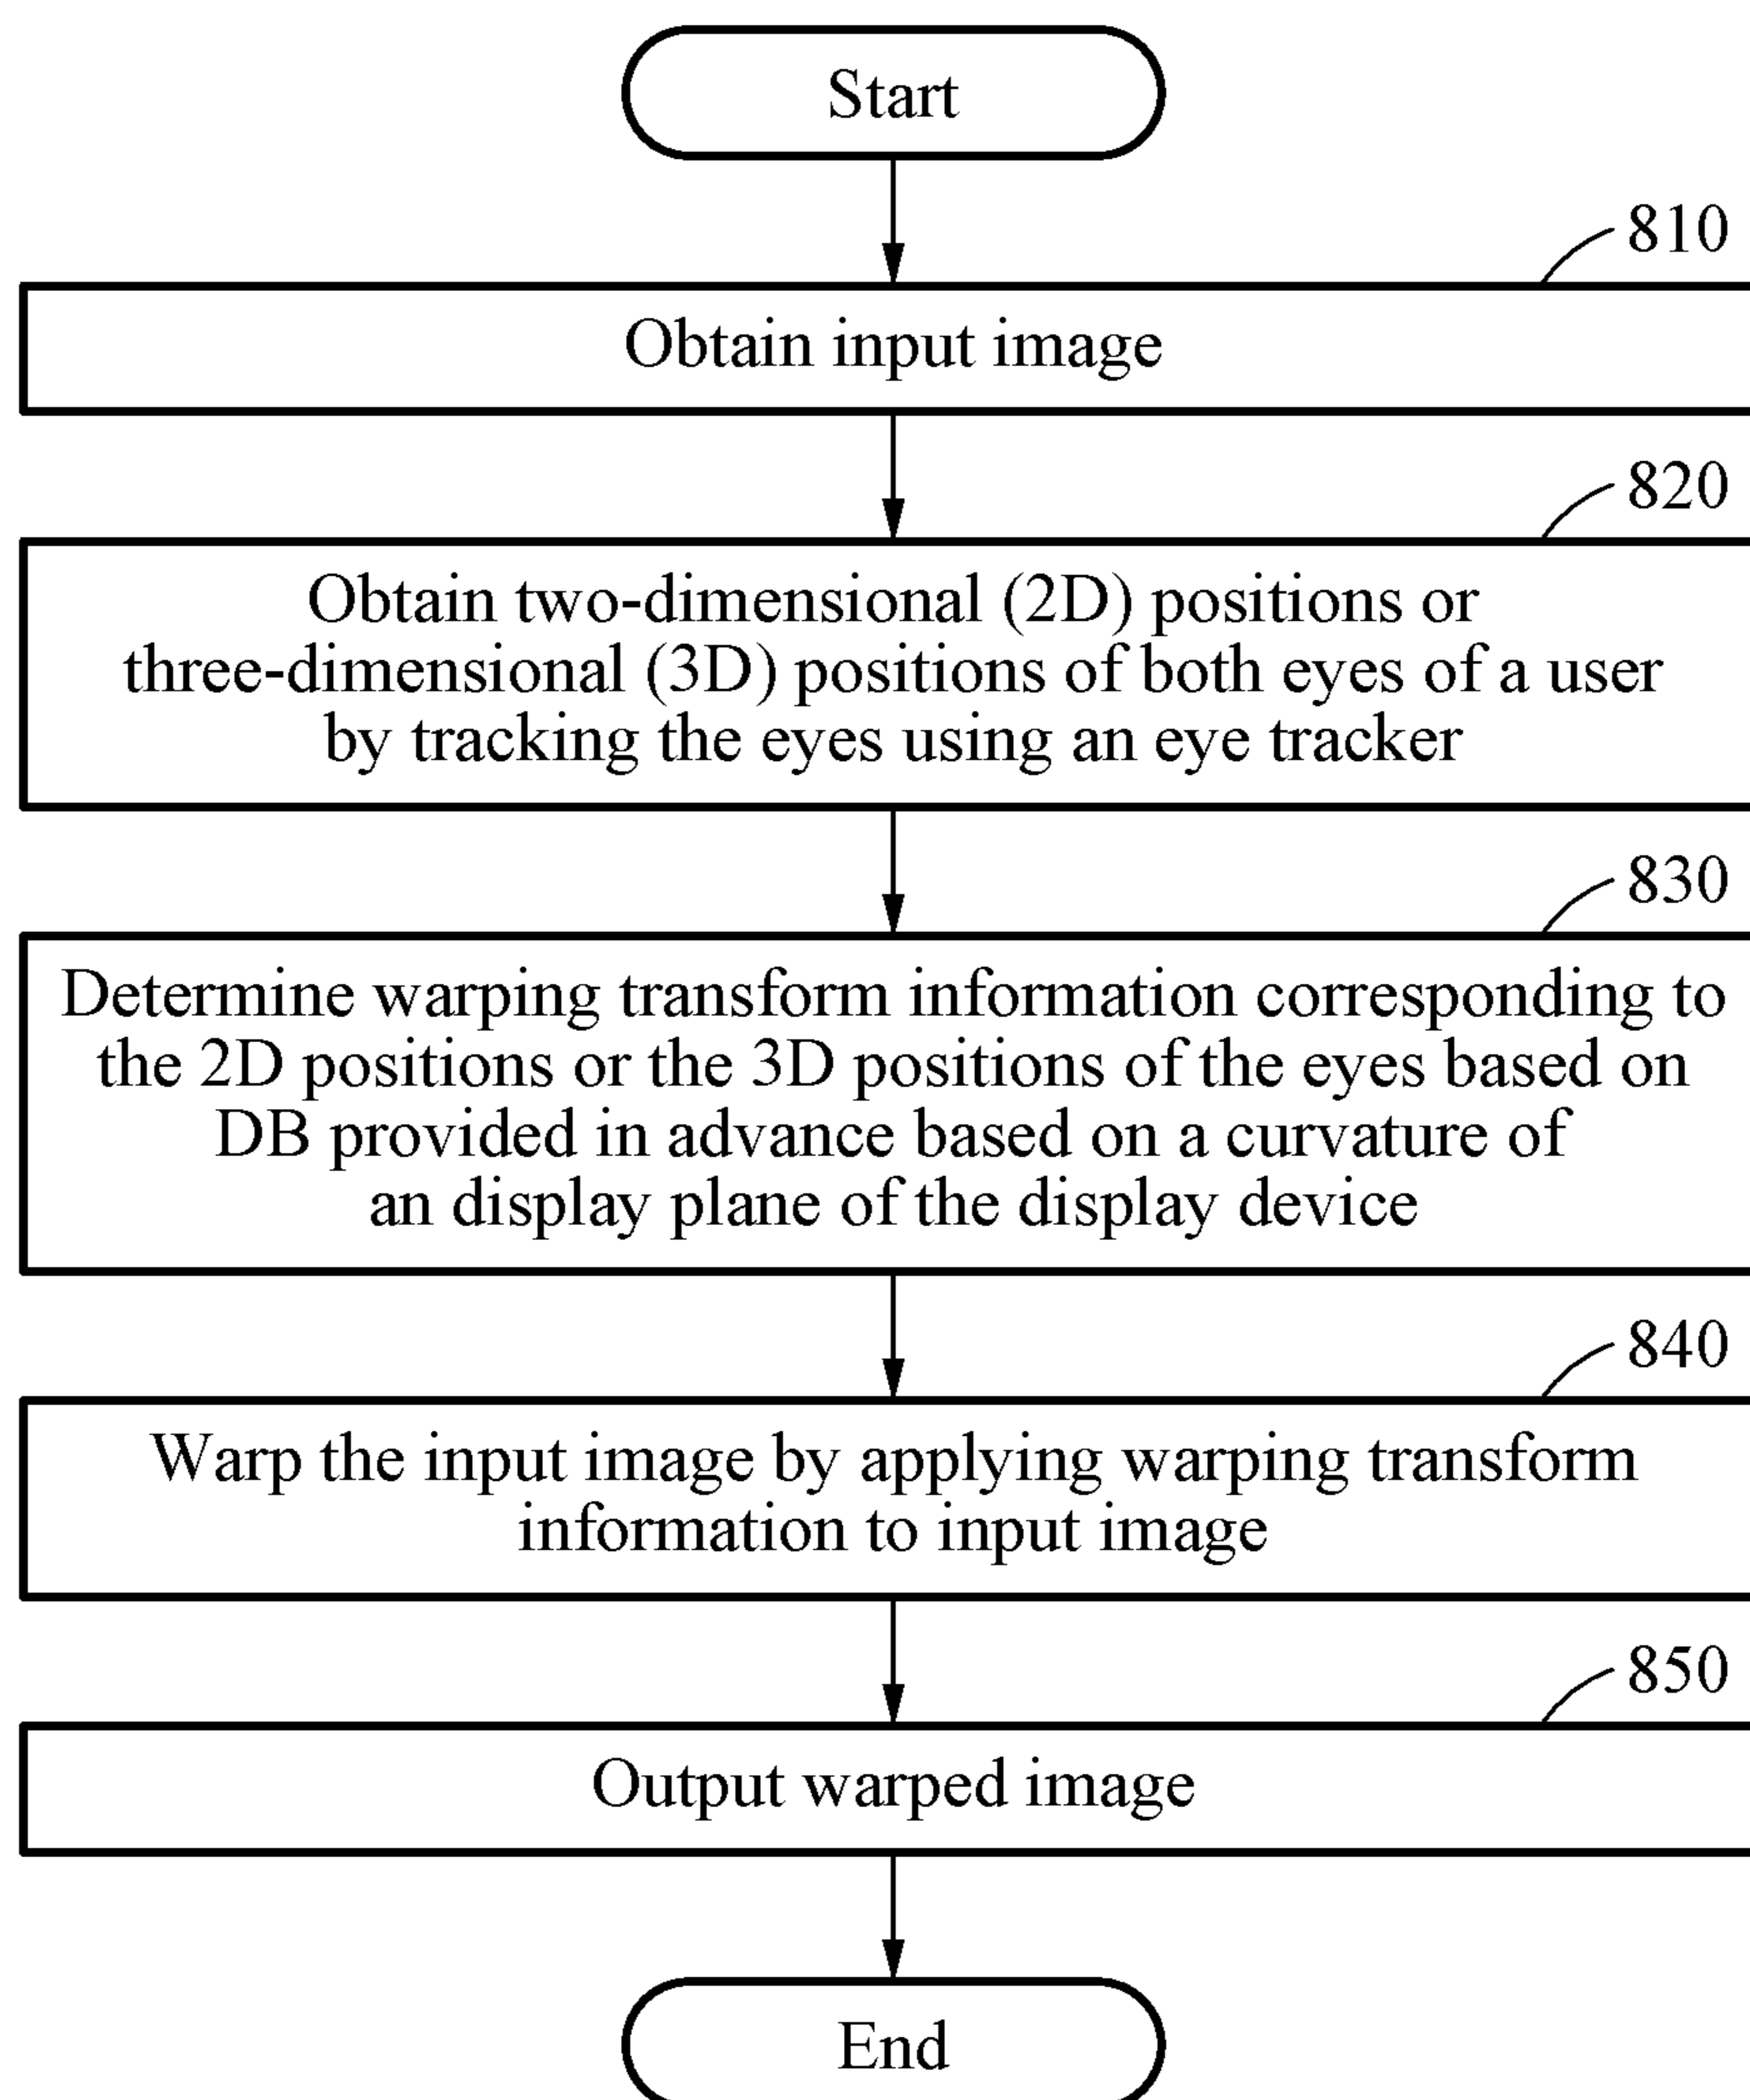 Start
810
Obtain input image
820
Obtain two-dimensional (2D) positions or
three-dimensional (3D) positions of both eyes of a user
by tracking the eyes using an eye tracker
830
Determine warping transform information corresponding to
the 2D positions or the 3D positions of the eyes based on
DB provided in advance based on a curvature of
an display plane of the display device
840
Warp the input image by applying warping transform
information to input image
850
Output warped image
End